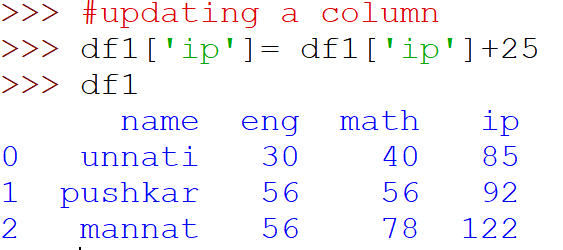 >>> #updating a column
>>> df1['ip']= df1['ip']+25
>>> df1
name eng math ip
0 unnati 30 40 85
1 pushkar 56 56 92
2 mannat 56 78 122